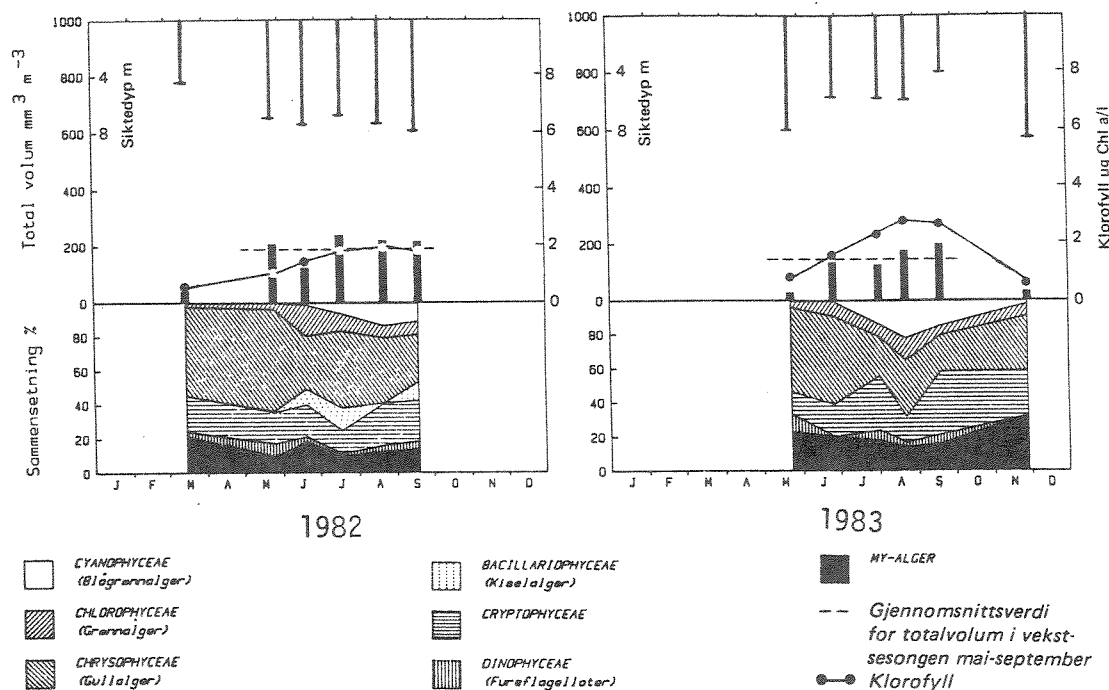 1000
800
600
400
200
0
Total volum mm 3 m -3
4
8
Siktedyp m
8
6
4
2
0
80
60
40
20
0
Sammensetning %
J F M A M J J A S O N D
1982
1000
800
600
400
200
0
4
8
Siktedyp m
8
6
4
2
0
Klorofyll µg Chl a/l
80
60
40
20
0
J F M A M J J A S O N D
1983
CYANOPHYCEAE
(Blågrønnalger)
CHLOROPHYCEAE
(Grønnalger)
CHRYSOPHYCEAE
(Gullalger)
BACILLARIOPHYCEAE
(Kiselalger)
CRYPTOPHYCEAE
DINOPHYCEAE
(Fureflagellater)
MY-ALGER
Gjennomsnittsverdi
for totalvolum i vekst-
sesongen mai-september
Klorofyll